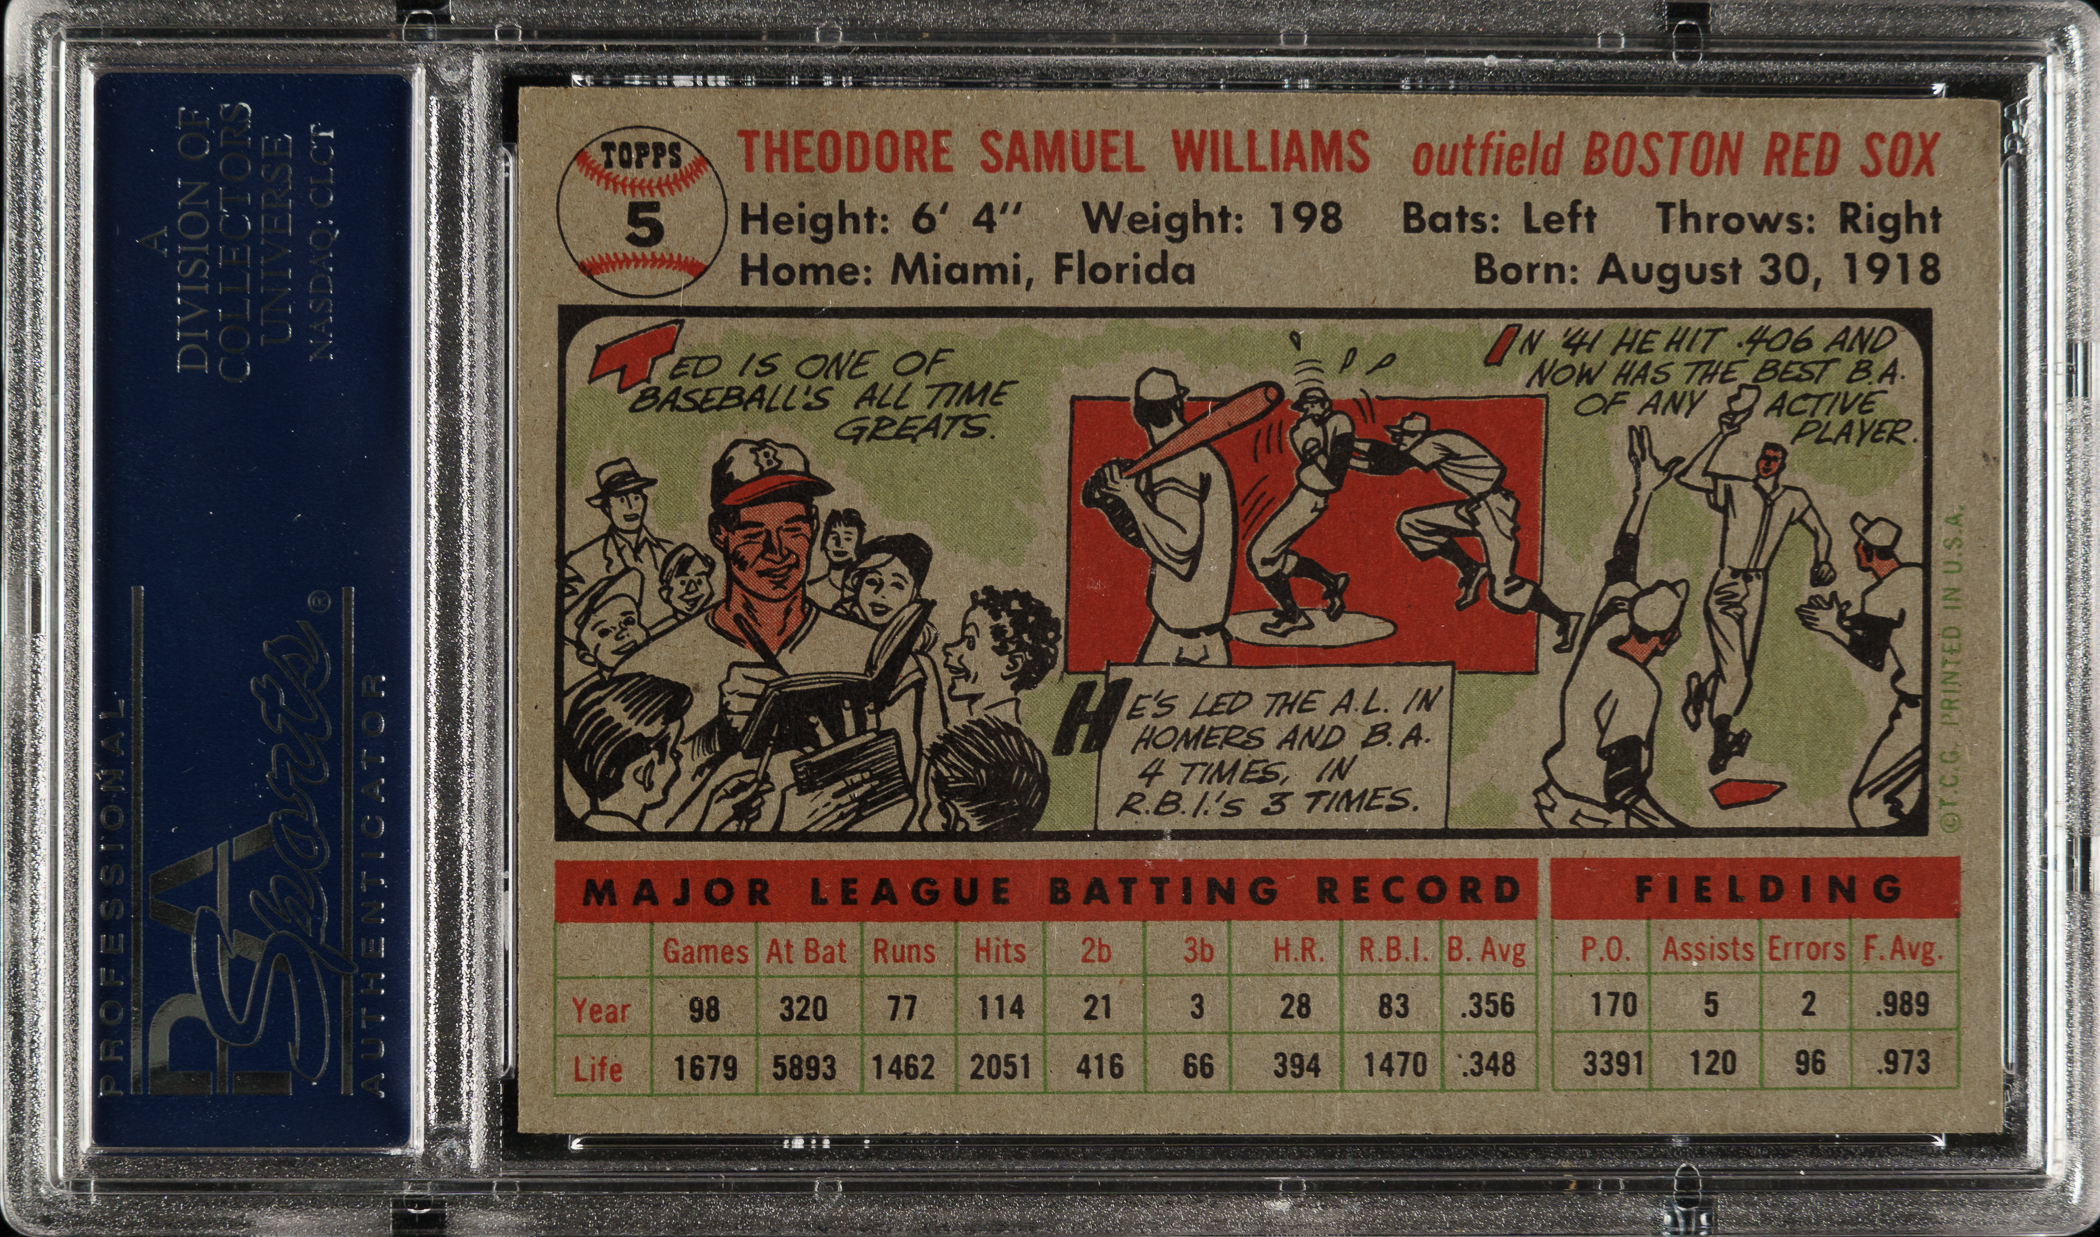 A
DIVISION OF
COLLECTORS
UNIVERSE
NASDAQ: CLCT
PROFESSIONAL
PSA
Sports®
AUTHENTICATOR
TOPPS
5
THEODORE SAMUEL WILLIAMS outfield BOSTON RED SOX
Height: 6' 4" Weight: 198 Bats: Left Throws: Right
Home: Miami, Florida Born: August 30, 1918
TED IS ONE OF
BASEBALL'S ALL TIME
GREATS.
B
HE'S LED THE A.L. IN
HOMERS AND B.A.
4 TIMES, IN
R.B.I.'S 3 TIMES.
IN '41 HE HIT .406 AND
NOW HAS THE BEST B.A.
OF ANY ACTIVE
PLAYER.
©T.C.G. PRINTED IN U.S.A.
MAJOR LEAGUE BATTING RECORD FIELDING
Games At Bat Runs Hits 2b 3b H.R. R.B.I. B. Avg P.O. Assists Errors F. Avg.
Year 98 320 77 114 21 3 28 83 .356 170 5 2 .989
Life 1679 5893 1462 2051 416 66 394 1470 .348 3391 120 96 .973